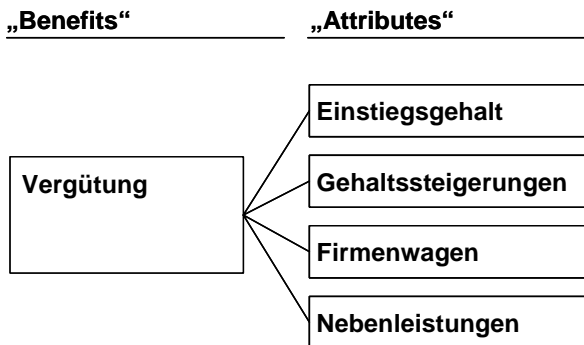 „Benefits“
„Attributes“
Vergütung
Einstiegsgehalt
Gehaltssteigerungen
Firmenwagen
Nebenleistungen